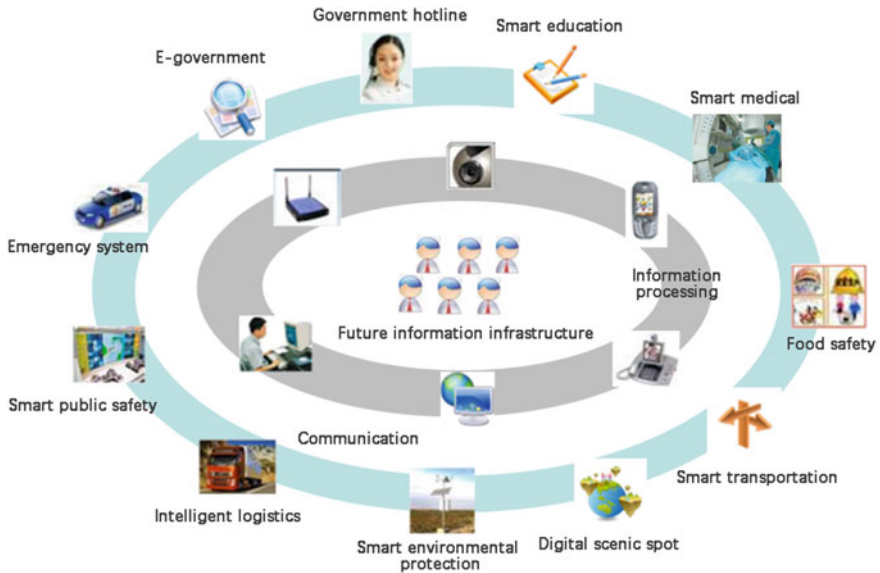 Government hotline
Smart education
E-government
Smart medical
Emergency system
Information
processing
Future information infrastructure
Food safety
Smart public safety
Communication
Smart transportation
Intelligent logistics
Smart environmental
protection
Digital scenic spot